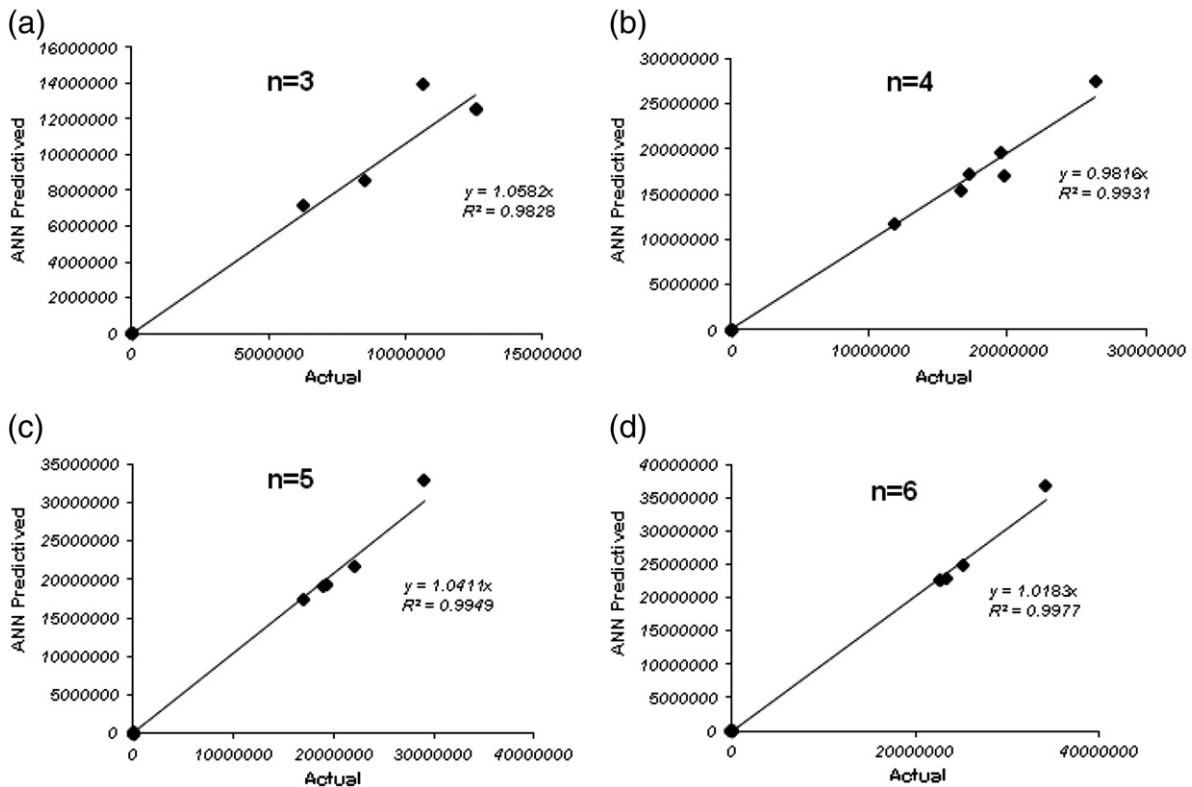 (a)
16000000
14000000
12000000
10000000
8000000
6000000
4000000
2000000
0
ANN Predictived
n=3
y = 1.0582x
R² = 0.9828
0 5000000 10000000 15000000
Actual
(b)
30000000
25000000
20000000
15000000
10000000
5000000
0
ANN Predictived
n=4
y = 0.9816x
R² = 0.9931
0 10000000 20000000 30000000
Actual
(c)
35000000
30000000
25000000
20000000
15000000
10000000
5000000
0
ANN Predictived
n=5
y = 1.0411x
R² = 0.9949
0 10000000 20000000 30000000 40000000
Actual
(d)
40000000
35000000
30000000
25000000
20000000
15000000
10000000
5000000
0
ANN Predictived
n=6
y = 1.0183x
R² = 0.9977
0 20000000 40000000
Actual